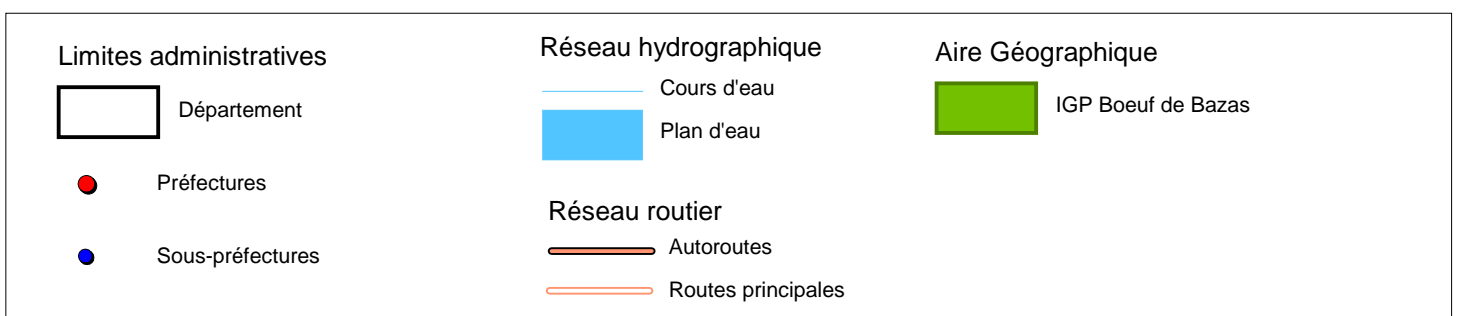 Limites administratives
Département
Préfectures
Sous-préfectures
Réseau hydrographique
Cours d'eau
Plan d'eau
Réseau routier
Autoroutes
Routes principales
Aire Géographique
IGP Boeuf de Bazas